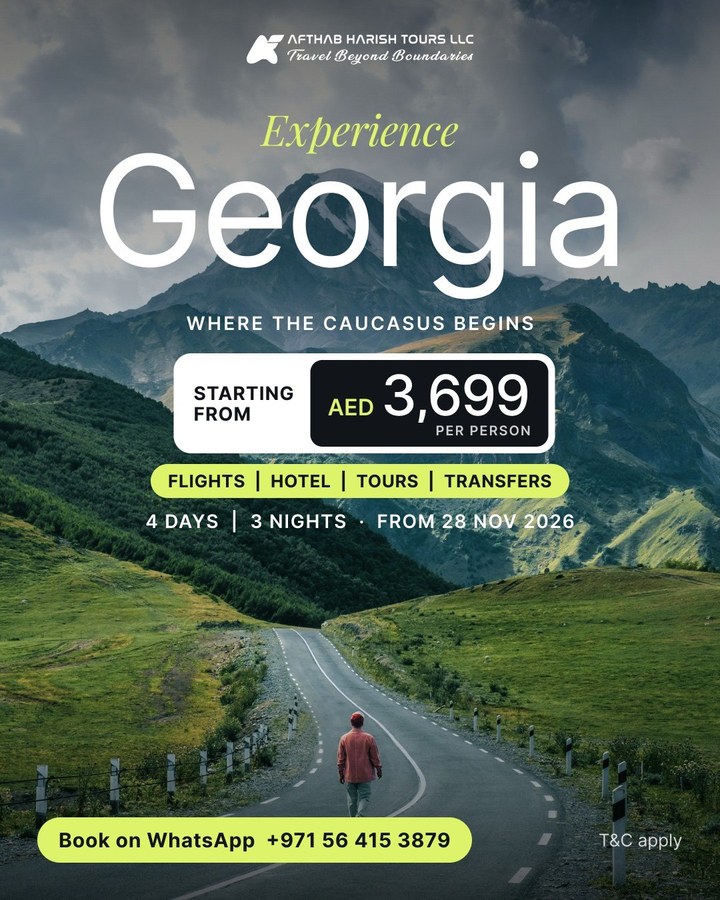 AFTHAB HARISH TOURS LLC
Travel Beyond Boundaries
Experience
Georgia
WHERE THE CAUCASUS BEGINS
STARTING FROM
AED 3,699
PER PERSON
FLIGHTS | HOTEL | TOURS | TRANSFERS
4 DAYS | 3 NIGHTS · FROM 28 NOV 2026
Book on WhatsApp +971 56 415 3879
T&C apply